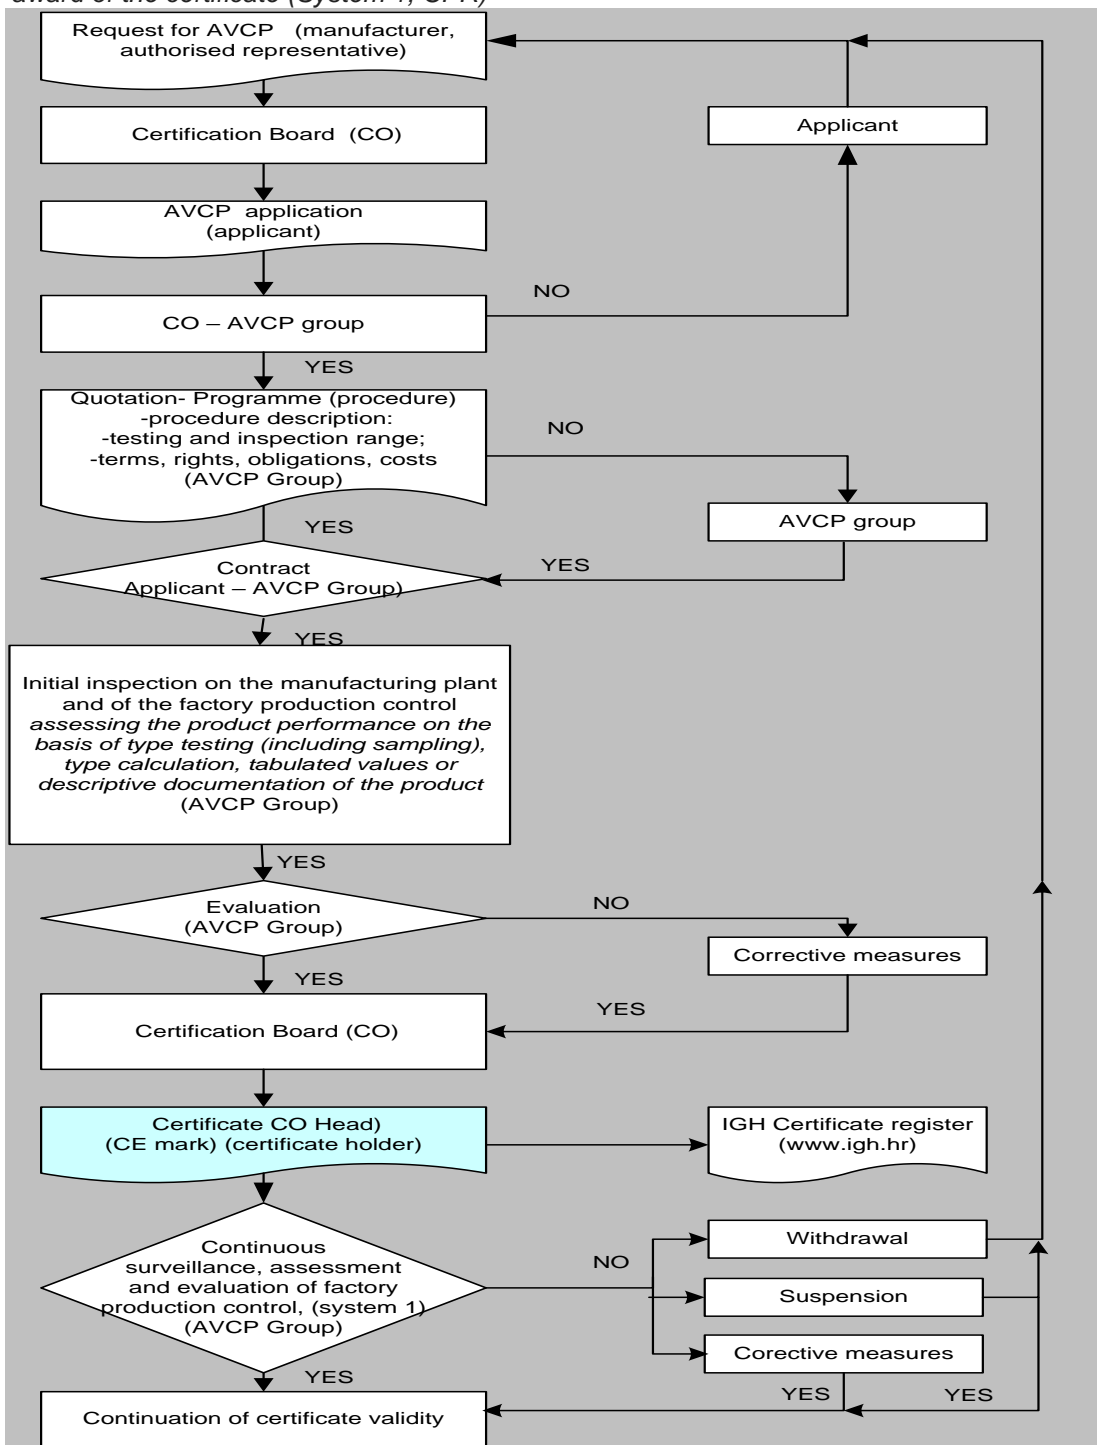 award of the certificate (System 1, CPR)
Request for AVCP (manufacturer,
authorised representative)
Certification Board (CO)
Applicant
AVCP application
(applicant)
NO
CO – AVCP group
YES
Quotation- Programme (procedure)
-procedure description:
-testing and inspection range;
-terms, rights, obligations, costs
(AVCP Group)
NO
AVCP group
YES
Contract
Applicant – AVCP Group)
YES
YES
Initial inspection on the manufacturing plant
and of the factory production control
assessing the product performance on the
basis of type testing (including sampling),
type calculation, tabulated values or
descriptive documentation of the product
(AVCP Group)
YES
Evaluation
(AVCP Group)
NO
Corrective measures
YES
YES
Certification Board (CO)
Certificate CO Head)
(CE mark) (certificate holder)
IGH Certificate register
(www.igh.hr)
Continuous
surveillance, assessment
and evaluation of factory
production control, (system 1)
(AVCP Group)
NO
Withdrawal
Suspension
Corective measures
YES
YES
YES
Continuation of certificate validity